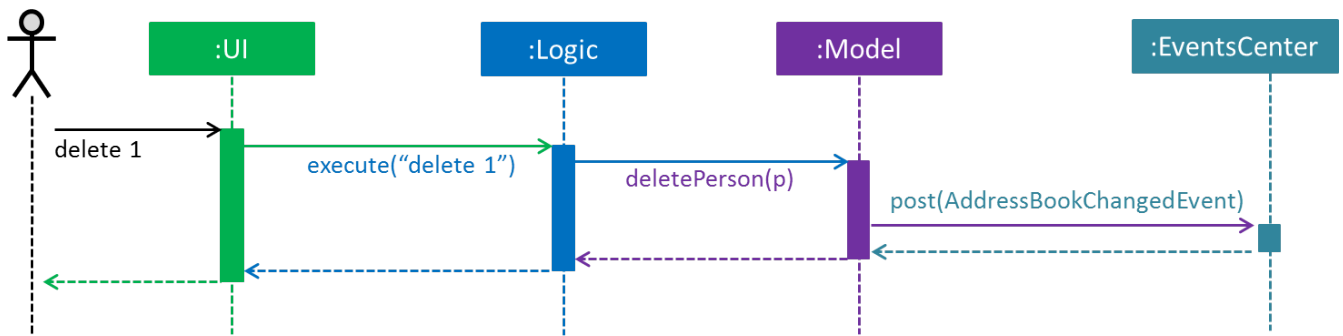 :UI
:Logic
:Model
:EventsCenter
delete 1
execute(“delete 1”)
deletePerson(p)
post(AddressBookChangedEvent)